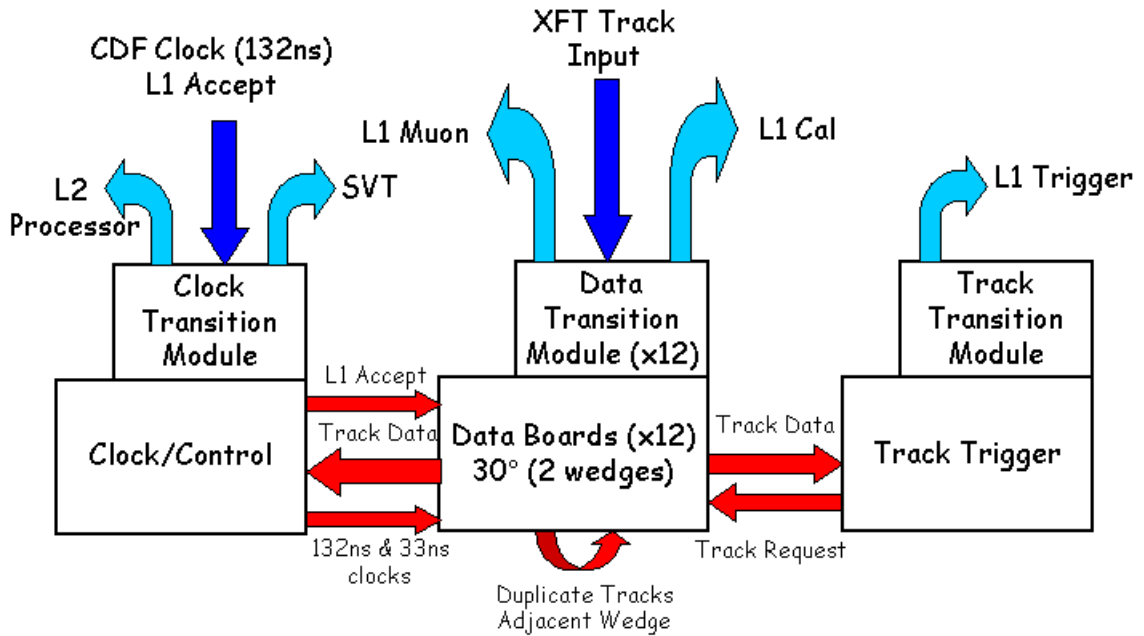 CDF Clock (132ns)
L1 Accept
XFT Track
Input
L1 Muon
L1 Cal
L2
Processor
SVT
L1 Trigger
Clock
Transition
Module
Data
Transition
Module (x12)
Track
Transition
Module
L1 Accept
Track Data
Clock/Control
Data Boards (x12)
30° (2 wedges)
Track Data
Track Trigger
132ns & 33ns
clocks
Track Request
Duplicate Tracks
Adjacent Wedge